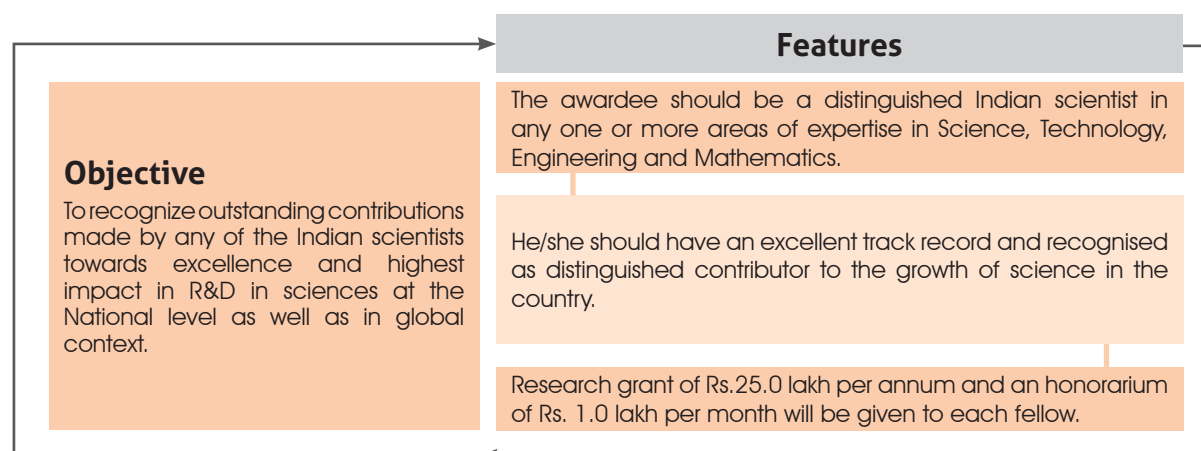 Features
Objective
To recognize outstanding contributions
made by any of the Indian scientists
towards excellence and highest
impact in R&D in sciences at the
National level as well as in global
context.
The awardee should be a distinguished Indian scientist in
any one or more areas of expertise in Science, Technology,
Engineering and Mathematics.
He/she should have an excellent track record and recognised
as distinguished contributor to the growth of science in the
country.
Research grant of Rs.25.0 lakh per annum and an honorarium
of Rs. 1.0 lakh per month will be given to each fellow.